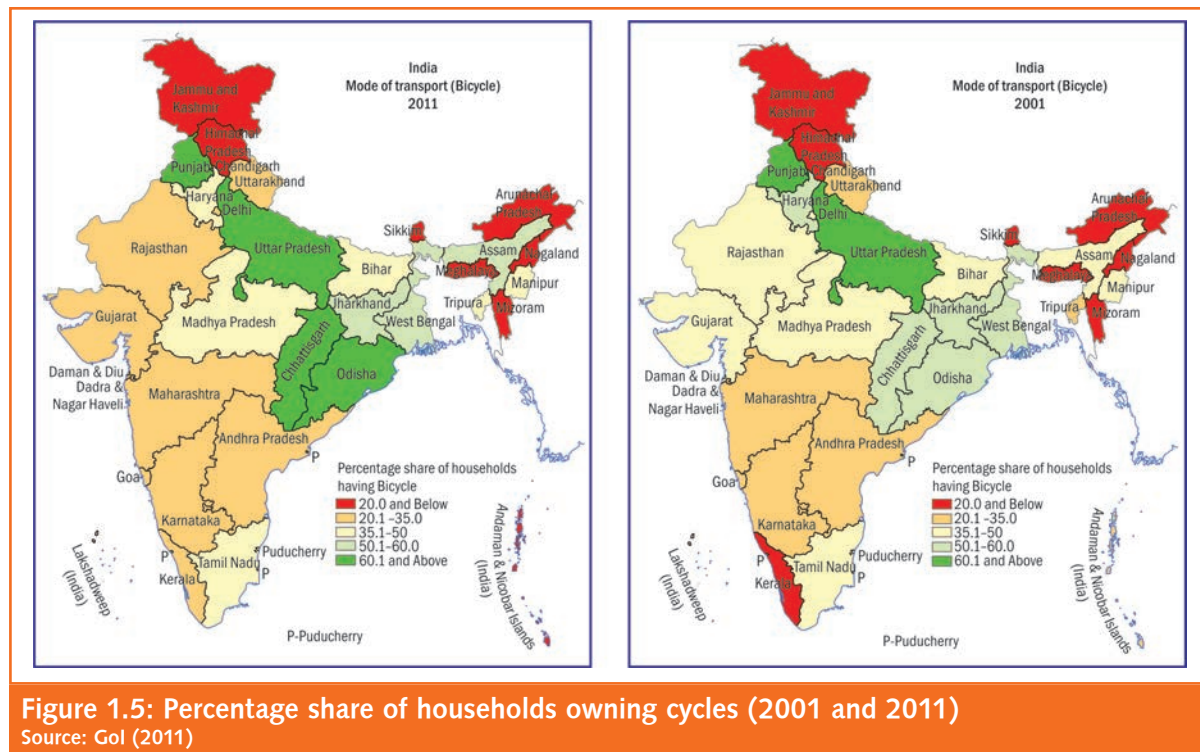 India
Mode of transport (Bicycle)
2011
Jammu and
Kashmir
Himachal
Pradesh
Punjab
Chandigarh
Uttarakhand
Haryana
Delhi
Arunachal
Pradesh
Rajasthan
Uttar Pradesh
Sikkim
Assam
Nagaland
Bihar
Meghalaya
Manipur
Gujarat
Madhya Pradesh
Jharkhand
West Bengal
Tripura
Mizoram
Chhattisgarh
Odisha
Daman & Diu
Dadra &
Nagar Haveli
Maharashtra
Andhra Pradesh
P
Goa
Karnataka
Percentage share of households
having Bicycle
20.0 and Below
20.1 -35.0
35.1-50
50.1-60.0
60.1 and Above
Lakshadweep
(India)
P
Kerala
Tamil Nadu
Puducherry
P
Andaman & Nicobar Islands
(India)
P-Puducherry
India
Mode of transport (Bicycle)
2001
Jammu and
Kashmir
Himachal
Pradesh
Punjab
Chandigarh
Uttarakhand
Haryana
Delhi
Arunachal
Pradesh
Rajasthan
Uttar Pradesh
Sikkim
Assam
Nagaland
Bihar
Meghalaya
Manipur
Gujarat
Madhya Pradesh
Jharkhand
West Bengal
Tripura
Mizoram
Chhattisgarh
Odisha
Daman & Diu
Dadra &
Nagar Haveli
Maharashtra
Andhra Pradesh
P
Goa
Karnataka
Percentage share of households
having Bicycle
20.0 and Below
20.1 -35.0
35.1-50
50.1-60.0
60.1 and Above
Lakshadweep
(India)
P
Kerala
Tamil Nadu
Puducherry
P
Andaman & Nicobar Islands
(India)
P-Puducherry
Figure 1.5: Percentage share of households owning cycles (2001 and 2011)
Source: GoI (2011)